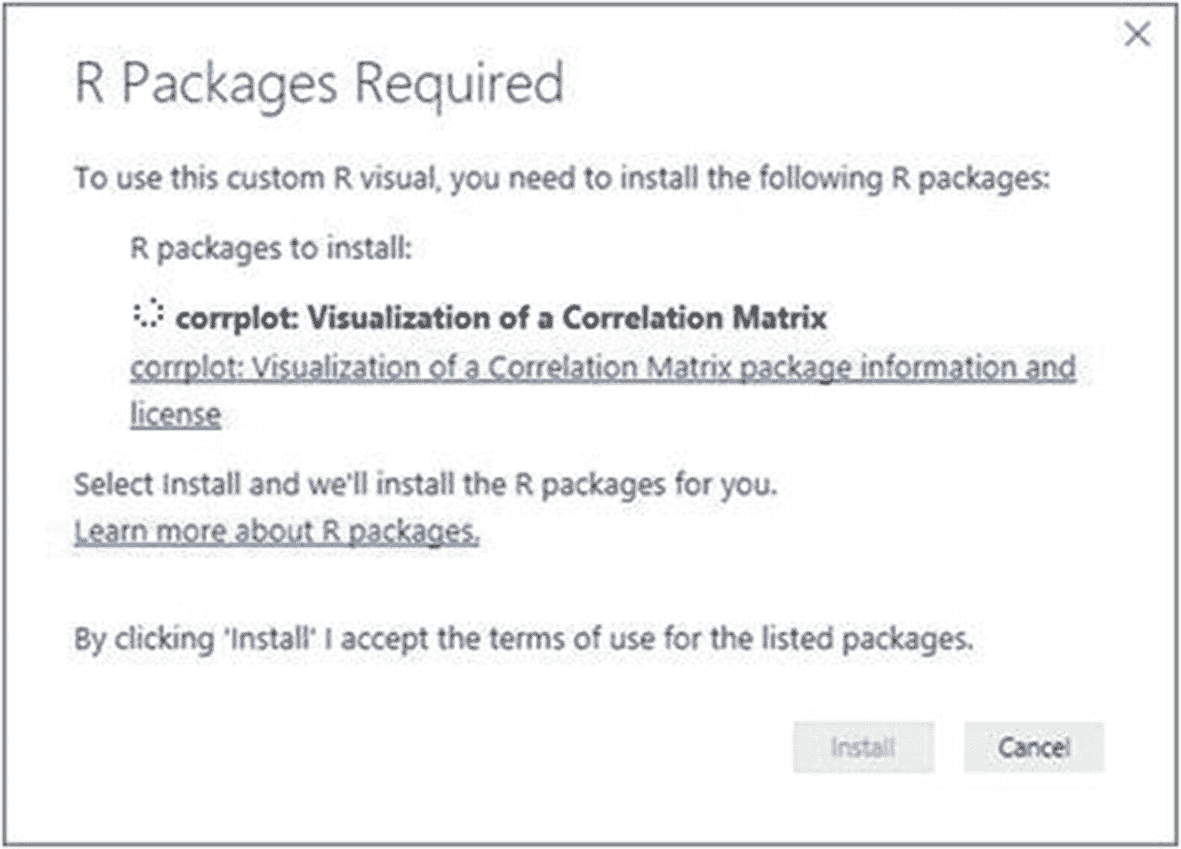 R Packages Required
To use this custom R visual, you need to install the following R packages:
R packages to install:
corrplot: Visualization of a Correlation Matrix
corrplot: Visualization of a Correlation Matrix package information and
license
Select Install and we'll install the R packages for you.
Learn more about R packages.
By clicking 'Install' I accept the terms of use for the listed packages.
Install Cancel